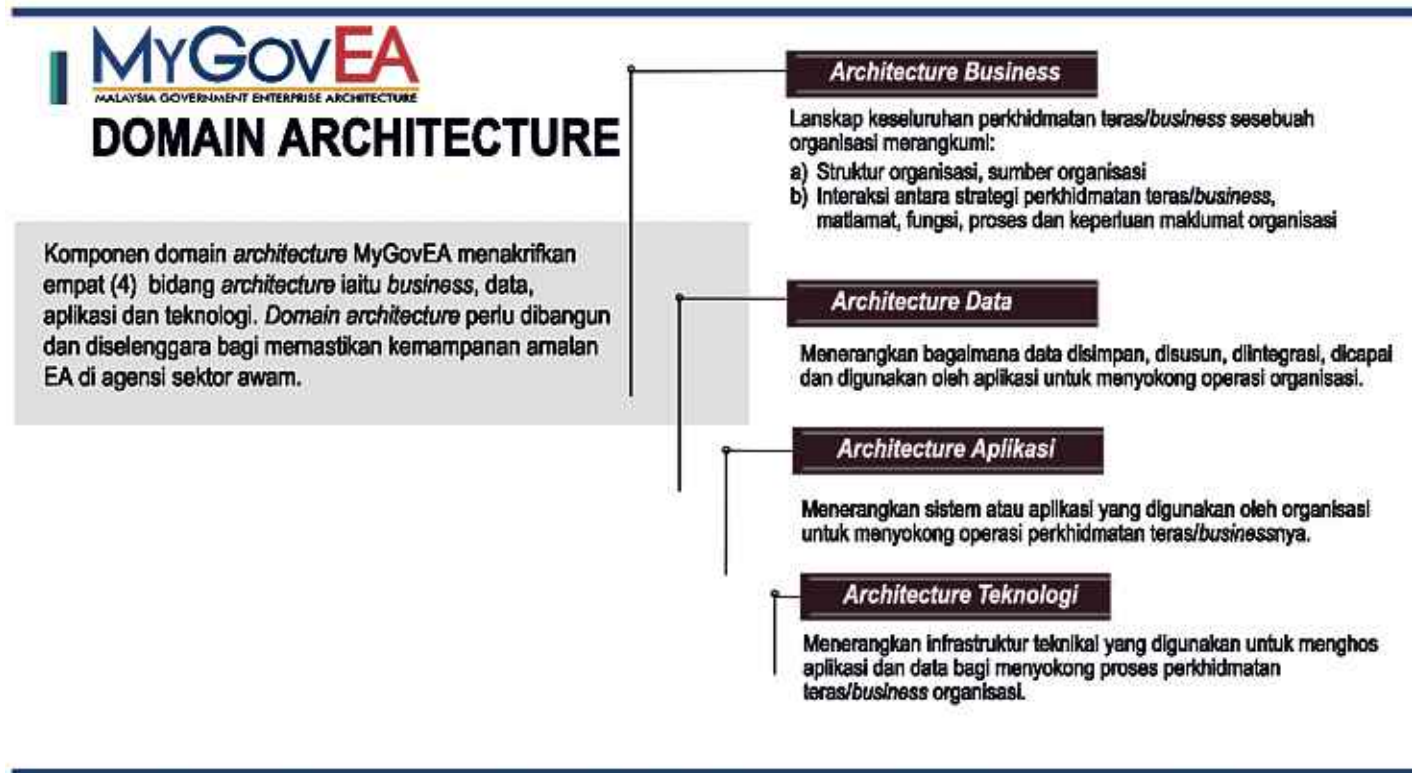 MYGOVEA
MALAYSIA GOVERNMENT ENTERPRISE ARCHITECTURE
DOMAIN ARCHITECTURE
Komponen domain architecture MyGovEA menakrifkan
empat (4) bidang architecture iaitu business, data,
aplikasi dan teknologi. Domain architecture perlu dibangun
dan diselenggara bagi memastikan kemampanan amalan
EA di agensi sektor awam.
Architecture Business
Lanskap keseluruhan perkhidmatan teras/business sesebuah
organisasi merangkumi:
a) Struktur organisasi, sumber organisasi
b) Interaksi antara strategi perkhidmatan teras/business,
matlamat, fungsi, proses dan keperluan maklumat organisasi
Architecture Data
Menerangkan bagaimana data disimpan, disusun, diintegrasi, dicapai
dan digunakan oleh aplikasi untuk menyokong operasi organisasi.
Architecture Aplikasi
Menerangkan sistem atau aplikasi yang digunakan oleh organisasi
untuk menyokong operasi perkhidmatan teras/businessnya.
Architecture Teknologi
Menerangkan infrastruktur teknikal yang digunakan untuk menghos
aplikasi dan data bagi menyokong proses perkhidmatan
teras/business organisasi.